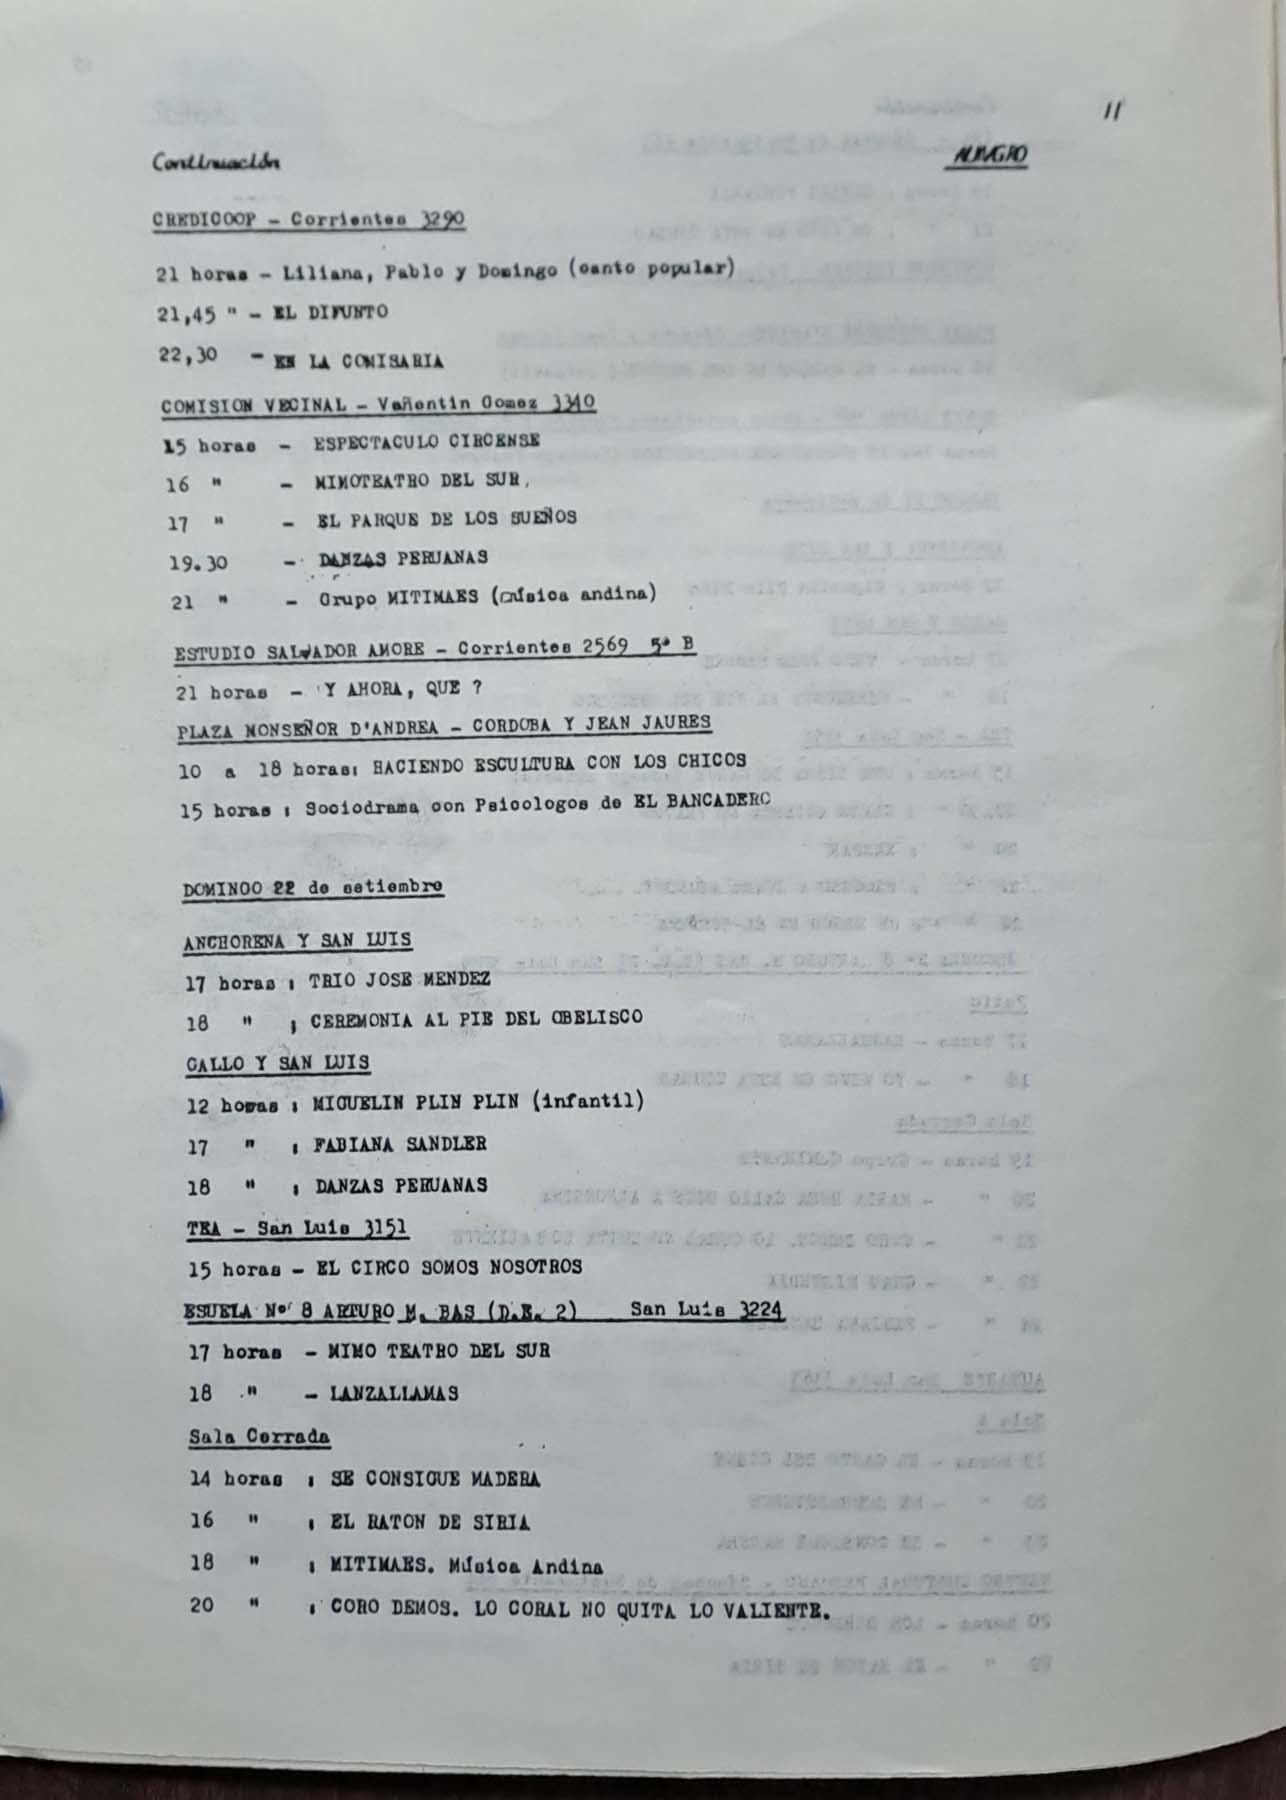 11
Continuación
ALMAGRO
CREDICOOP - Corrientes 3290
21 horas - Liliana, Pablo y Domingo (canto popular)
21,45 " - EL DIFUNTO
22,30 - EN LA COMISARIA
COMISION VECINAL - Vañentin Gomez 3340
15 horas - ESPECTACULO CIRCENSE
16 " - MIMOTEATRO DEL SUR.
17 " - EL PARQUE DE LOS SUEÑOS
19.30 - DANZAS PERUANAS
21 " - Grupo MITIMAES (música andina)
ESTUDIO SALVADOR AMORE - Corrientes 2569 5º B
21 horas - Y AHORA, QUE ?
PLAZA MONSEÑOR D'ANDREA - CORDOBA Y JEAN JAURES
10 a 18 horas: HACIENDO ESCULTURA CON LOS CHICOS
15 horas : Sociodrama con Psicologos de EL BANCADERO
DOMINGO 22 de setiembre
ANCHORENA Y SAN LUIS
17 horas : TRIO JOSE MENDEZ
18 " ; CEREMONIA AL PIE DEL OBELISCO
GALLO Y SAN LUIS
12 horas : MIGUELIN PLIN PLIN (infantil)
17 " : FABIANA SANDLER
18 " : DANZAS PERUANAS
TEA - San Luis 3151
15 horas - EL CIRCO SOMOS NOSOTROS
ESUELA Nº 8 ARTURO M. BAS (D.E. 2) San Luis 3224
17 horas - MIMO TEATRO DEL SUR
18 " - LANZALLAMAS
Sala Cerrada
14 horas : SE CONSIGUE MADERA
16 " : EL RATON DE SIRIA
18 " : MITIMAES. Música Andina
20 " : CORO DEMOS. LO CORAL NO QUITA LO VALIENTE.